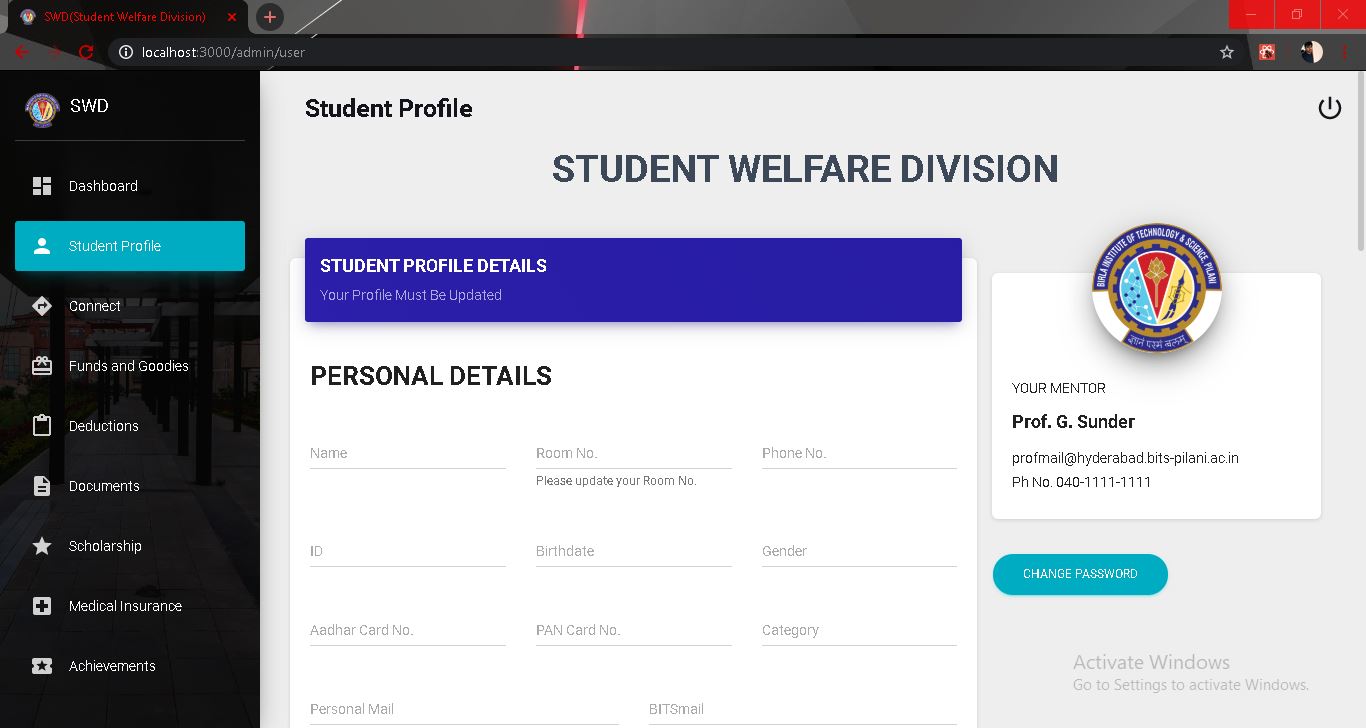 SWD(Student Welfare Division)
localhost:3000/admin/user
SWD
Dashboard
Student Profile
Connect
Funds and Goodies
Deductions
Documents
Scholarship
Medical Insurance
Achievements
Student Profile
STUDENT WELFARE DIVISION
STUDENT PROFILE DETAILS
Your Profile Must Be Updated
PERSONAL DETAILS
Name
Room No.
Phone No.
Please update your Room No.
ID
Birthdate
Gender
Aadhar Card No.
PAN Card No.
Category
Personal Mail
BITSmail
BIRLA INSTITUTE OF TECHNOLOGY & SCIENCE, PILANI
ज्ञानं परमं बलम्
YOUR MENTOR
Prof. G. Sunder
profmail@hyderabad.bits-pilani.ac.in
Ph No. 040-1111-1111
CHANGE PASSWORD
Activate Windows
Go to Settings to activate Windows.